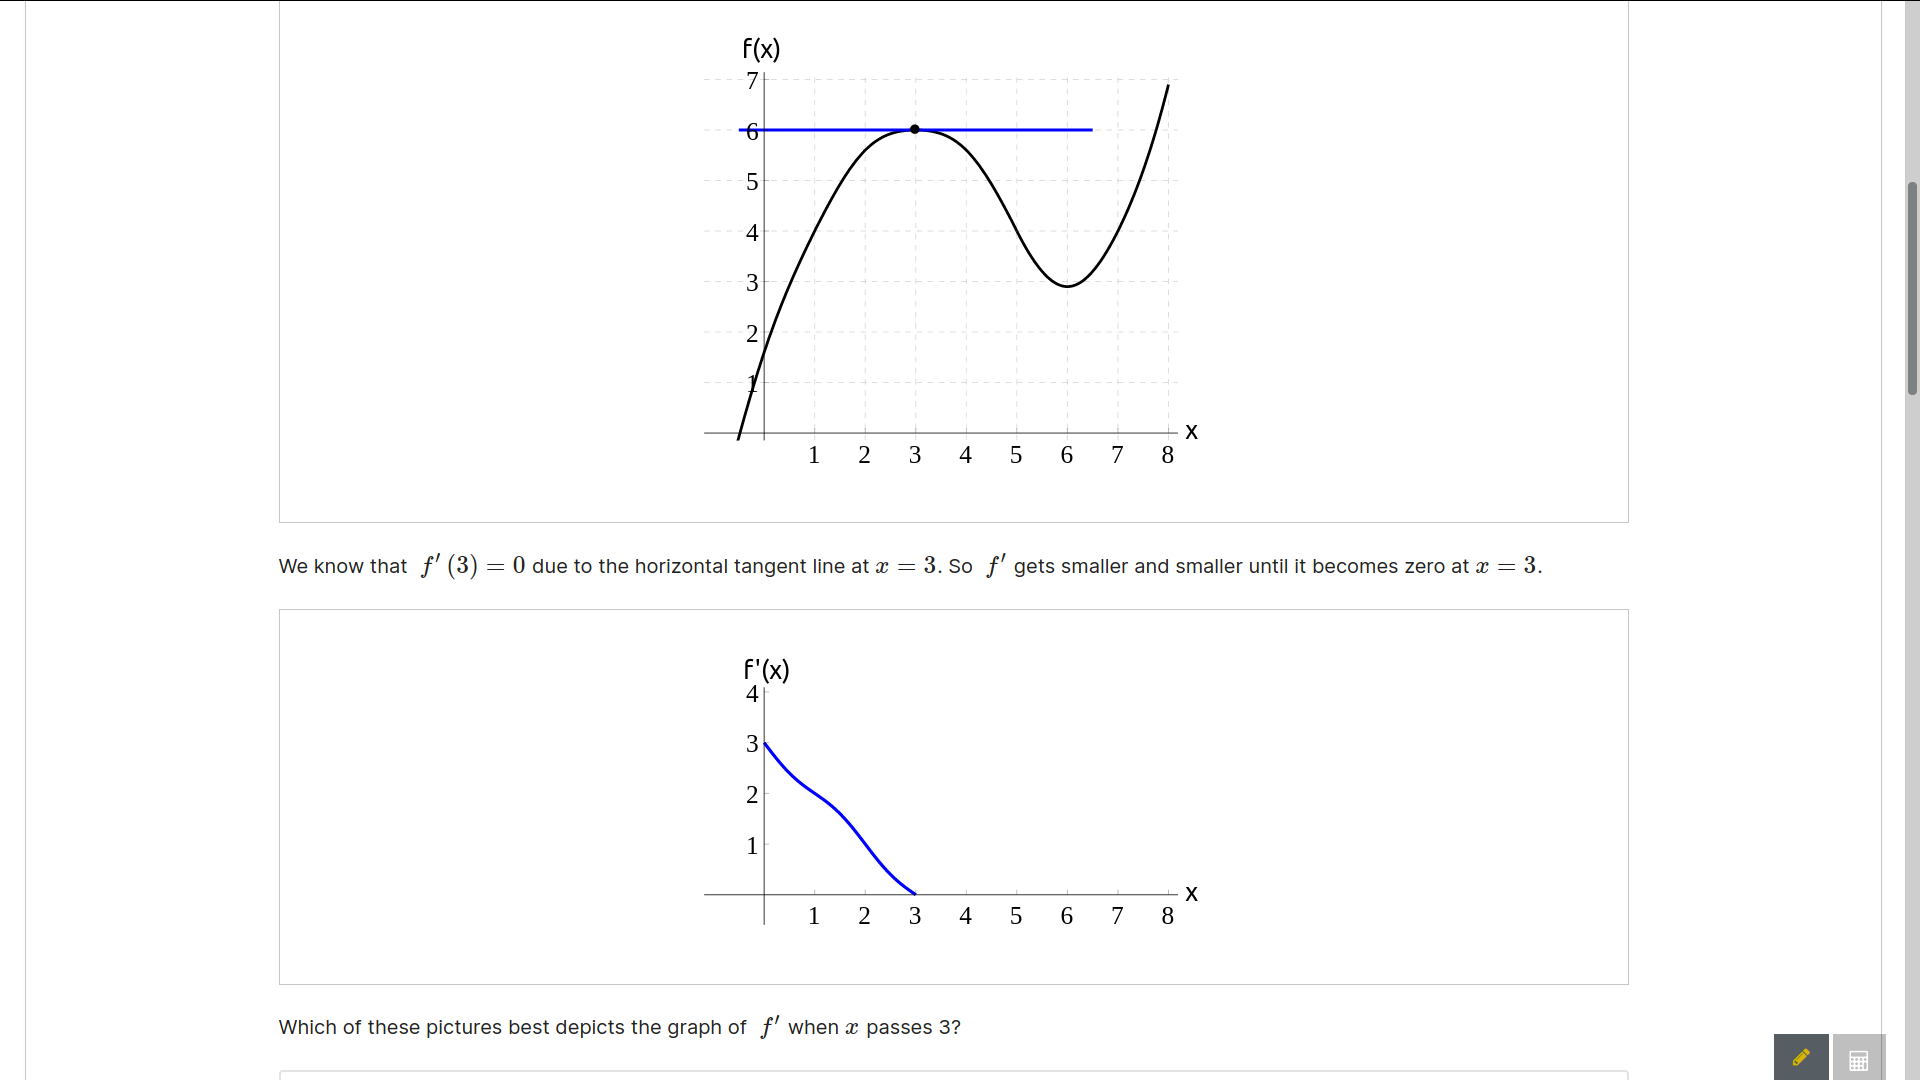 f(x)
7
6
5
4
3
2
1
x
1 2 3 4 5 6 7 8
We know that f′ (3) = 0 due to the horizontal tangent line at x = 3. So f′ gets smaller and smaller until it becomes zero at x = 3.
f'(x)
4
3
2
1
x
1 2 3 4 5 6 7 8
Which of these pictures best depicts the graph of f′ when x passes 3?